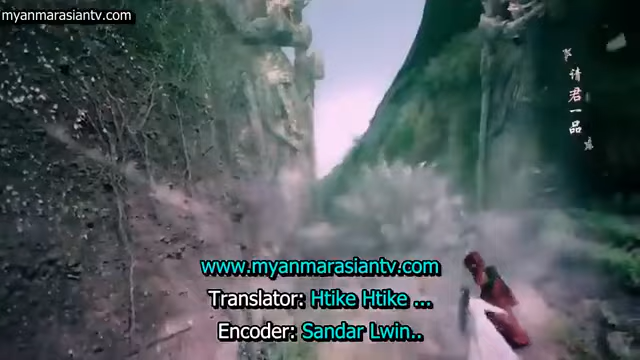 myanmarasiantv.com
请君一品
www.myanmarasiantv.com
Translator: Htike Htike ...
Encoder: Sandar Lwin..